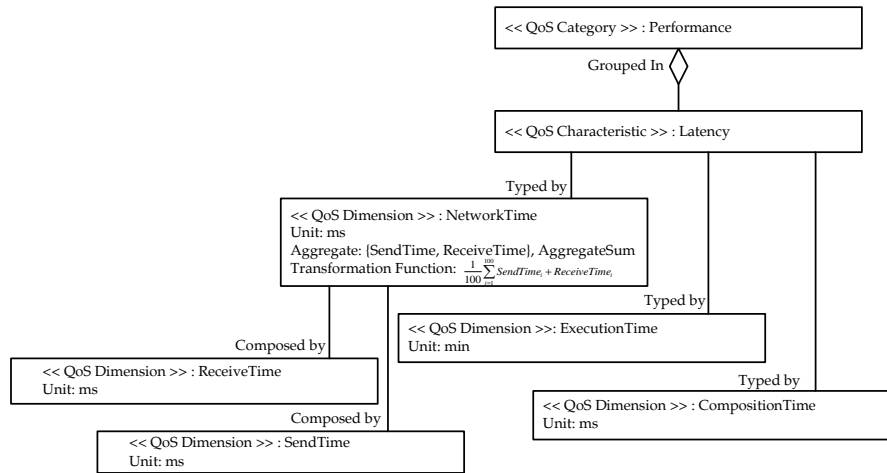 << QoS Category >> : Performance
Grouped In
<< QoS Characteristic >> : Latency
Typed by
<< QoS Dimension >> : NetworkTime
Unit: ms
Aggregate: {SendTime, ReceiveTime}, AggregateSum
Transformation Function: 1/100 ∑_{i=1}^{100} SendTime_i + ReceiveTime_i
Typed by
<< QoS Dimension >>: ExecutionTime
Unit: min
Composed by
<< QoS Dimension >> : ReceiveTime
Unit: ms
Typed by
<< QoS Dimension >> : CompositionTime
Unit: ms
Composed by
<< QoS Dimension >> : SendTime
Unit: ms